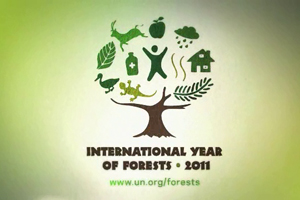 INTERNATIONAL YEAR
OF FORESTS • 2011
www.un.org/forests